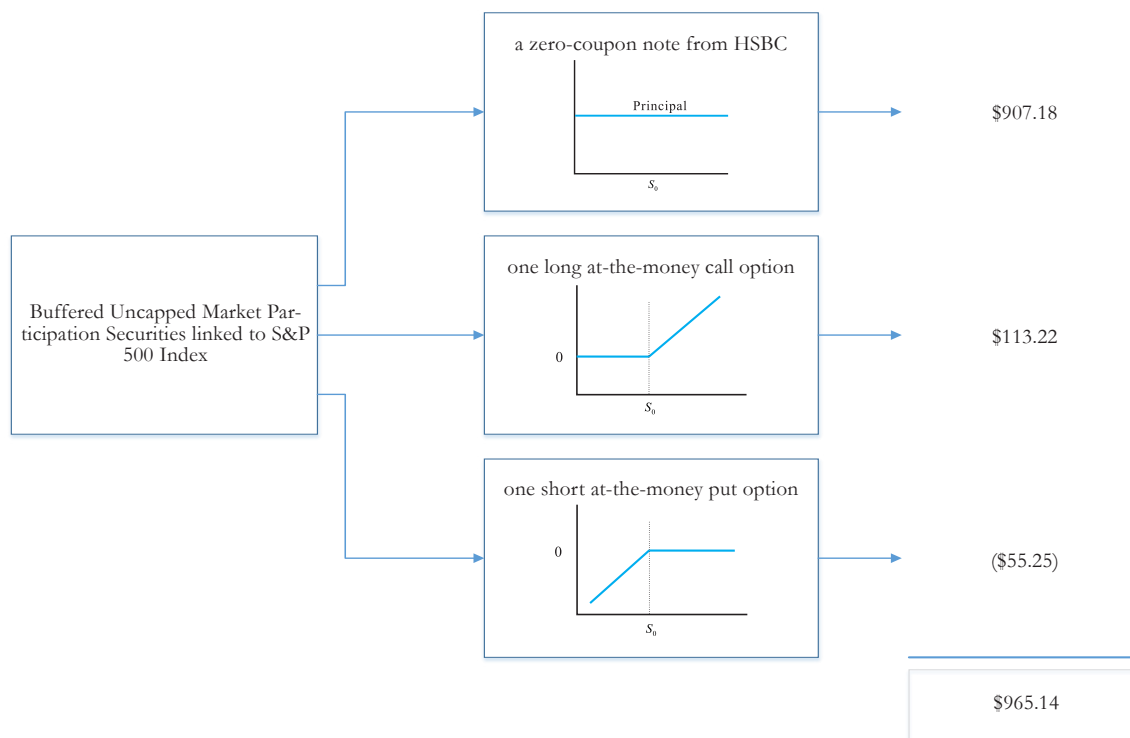 a zero-coupon note from HSBC
Principal
S₀
$907.18
Buffered Uncapped Market Par-
ticipation Securities linked to S&P
500 Index
one long at-the-money call option
0
S₀
$113.22
one short at-the-money put option
0
S₀
($55.25)
$965.14